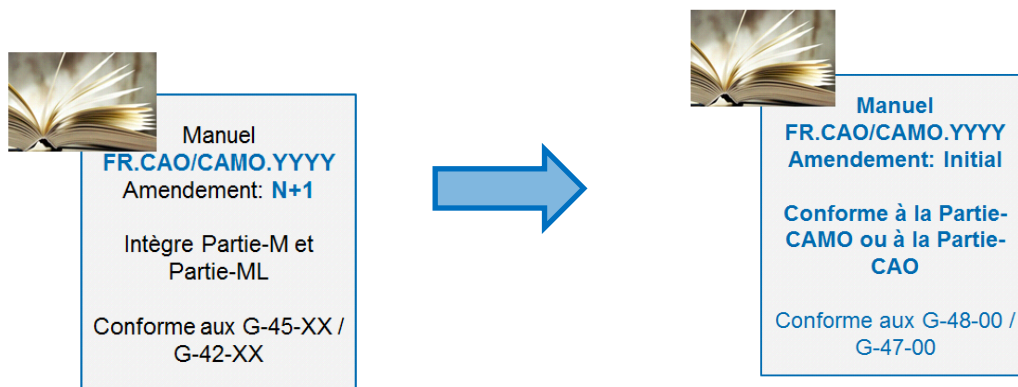 Manuel
FR.CAO/CAMO.YYYY
Amendement: N+1
Intègre Partie-M et
Partie-ML
Conforme aux G-45-XX /
G-42-XX
Manuel
FR.CAO/CAMO.YYYY
Amendement: Initial
Conforme à la Partie-
CAMO ou à la Partie-
CAO
Conforme aux G-48-00 /
G-47-00